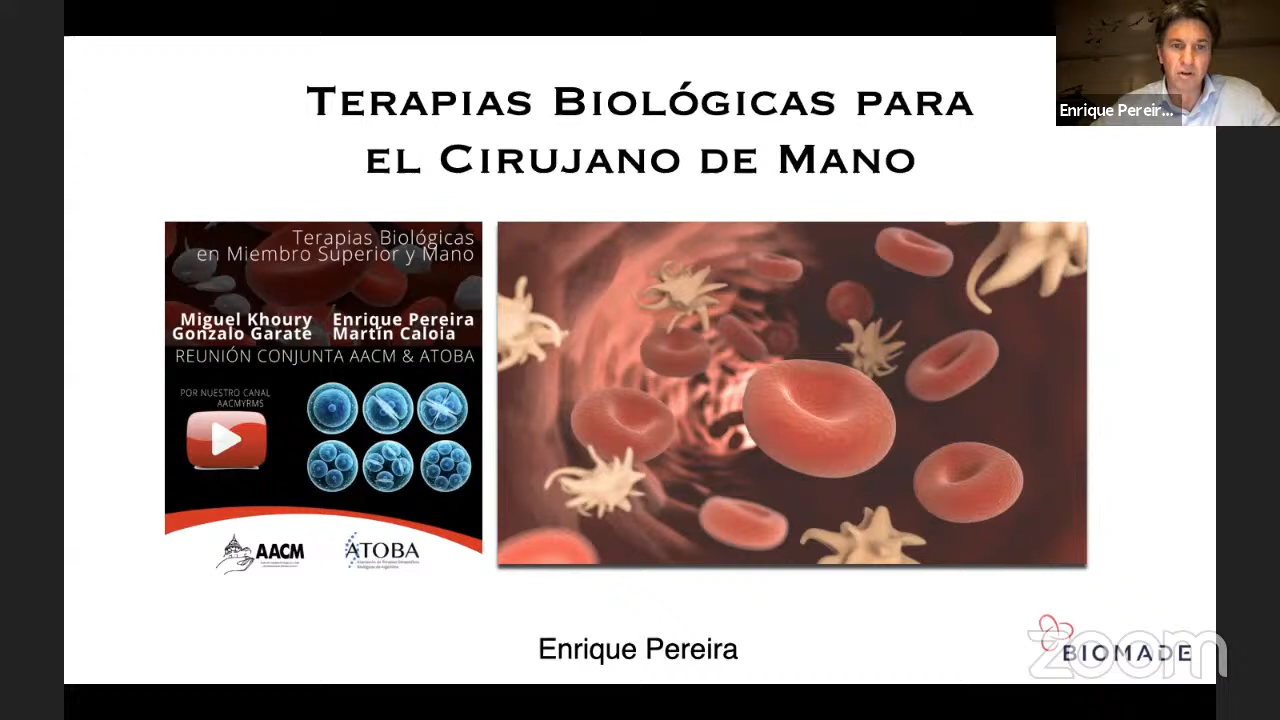 TERAPIAS BIOLÓGICAS PARA
EL CIRUJANO DE MANO
Enrique Pereir...
Terapias Biológicas
en Miembro Superior y Mano
Miguel Khoury Enrique Pereira
Gonzalo Garate Martin Caloia
REUNIÓN CONJUNTA AACM & ATOBA
POR NUESTRO CANAL
AACMYRMS
AACM
ATOBA
Enrique Pereira
BIOMADE
zoom